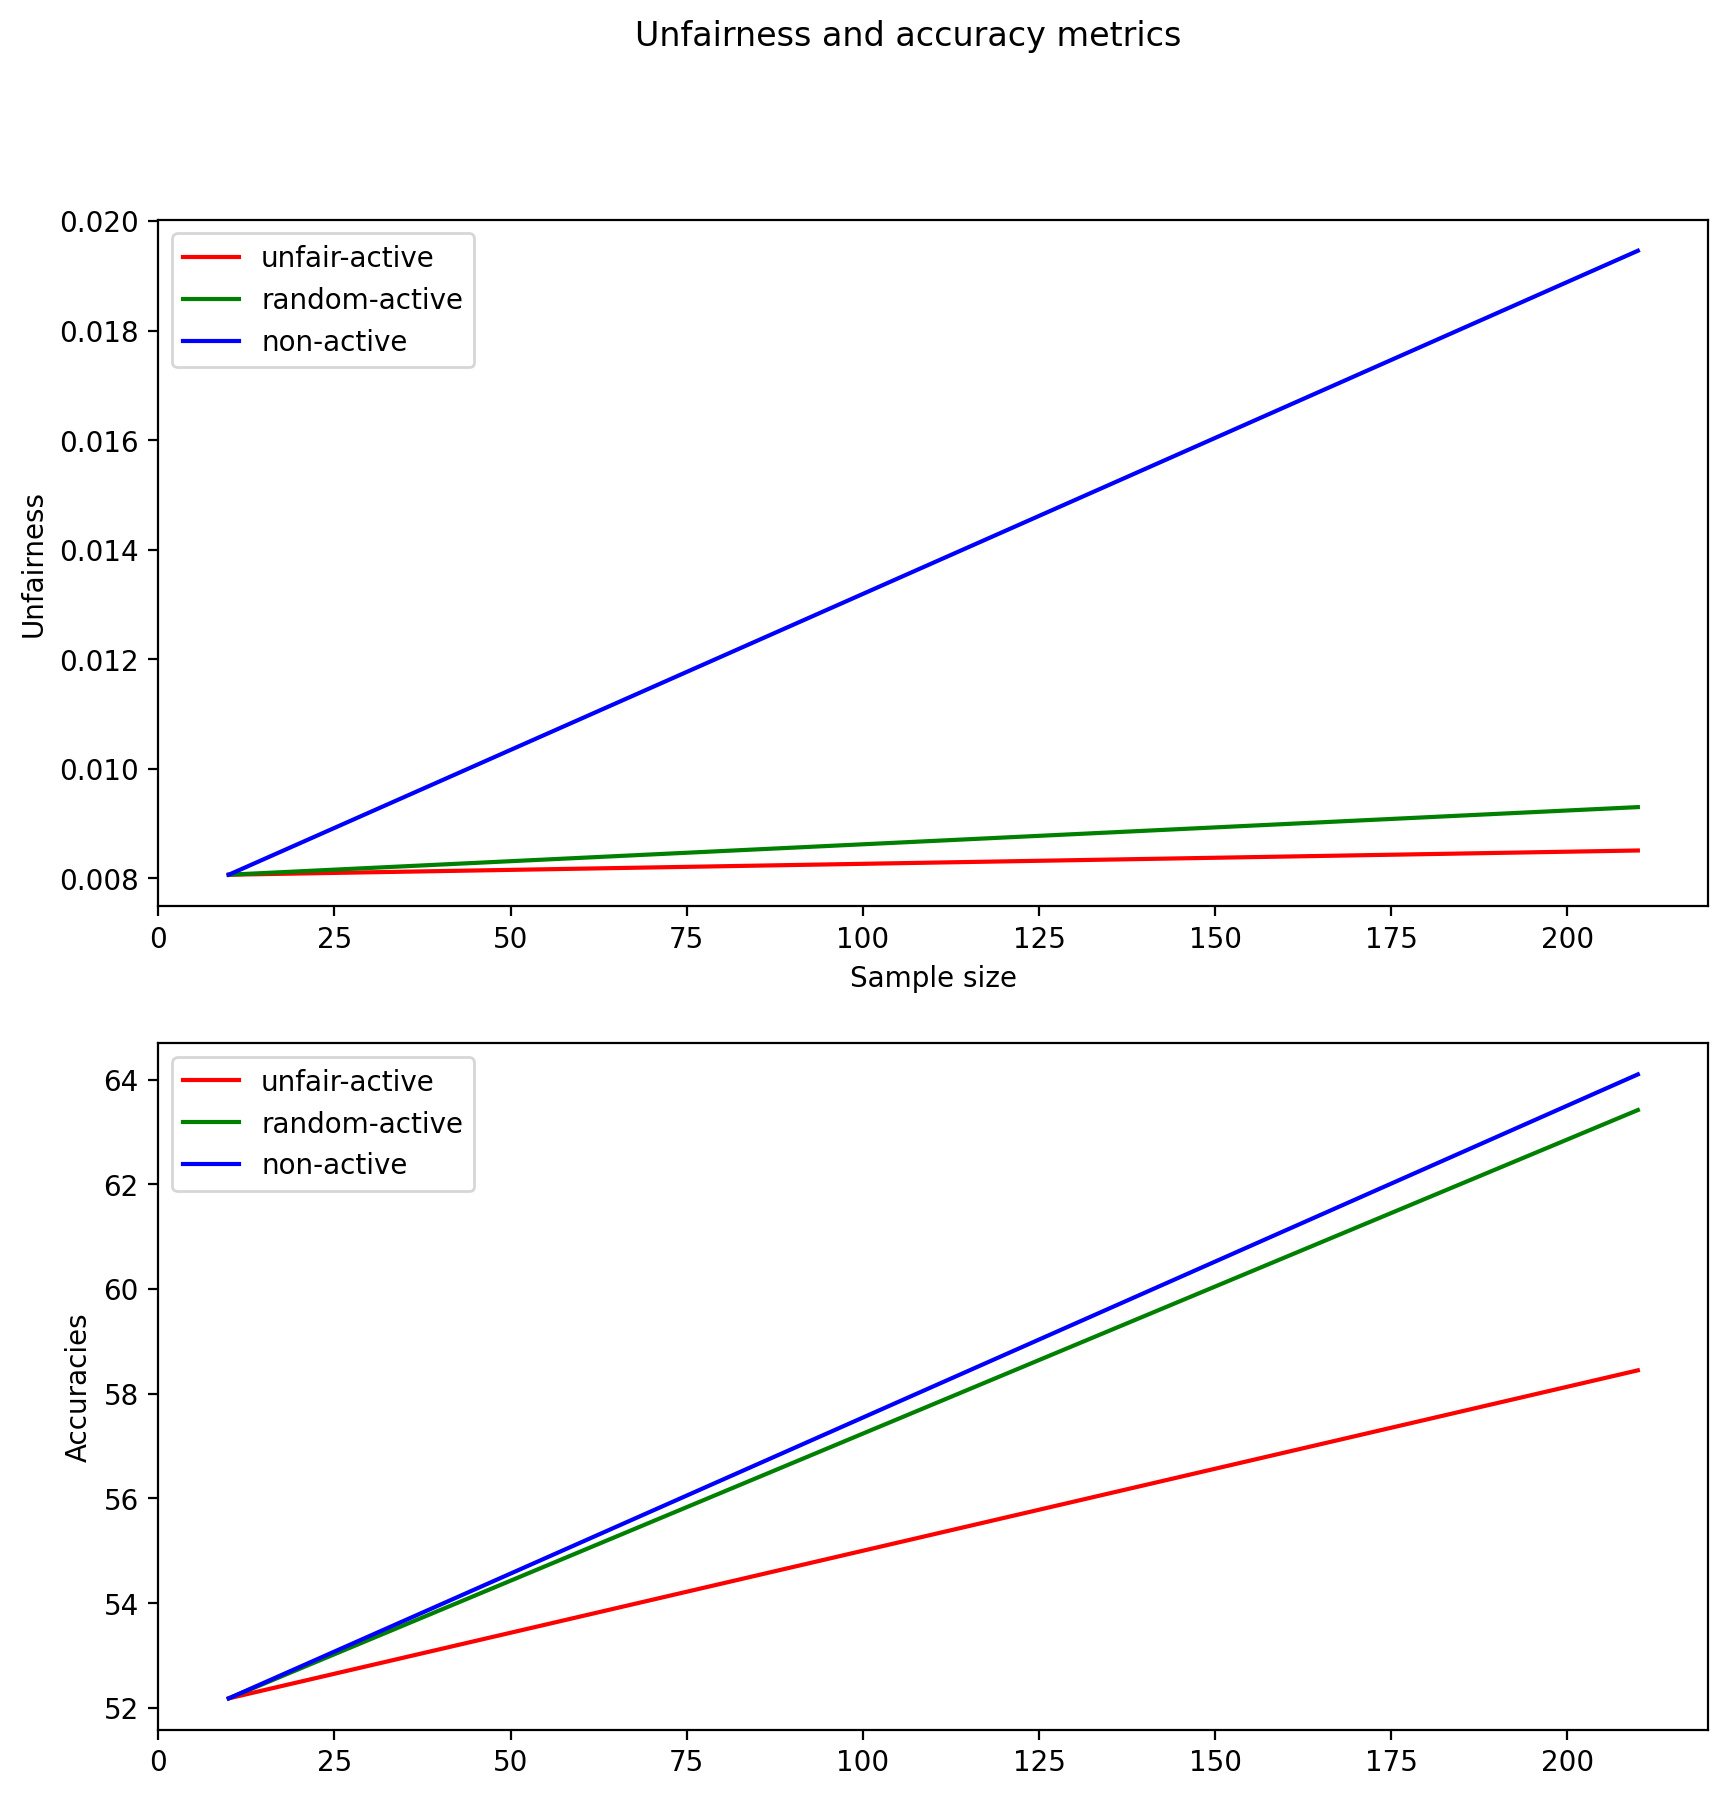 Unfairness and accuracy metrics
0.020
0.018
0.016
0.014
0.012
0.010
0.008
Unfairness
unfair-active
random-active
non-active
0 25 50 75 100 125 150 175 200
Sample size
64
62
60
58
56
54
52
Accuracies
unfair-active
random-active
non-active
0 25 50 75 100 125 150 175 200